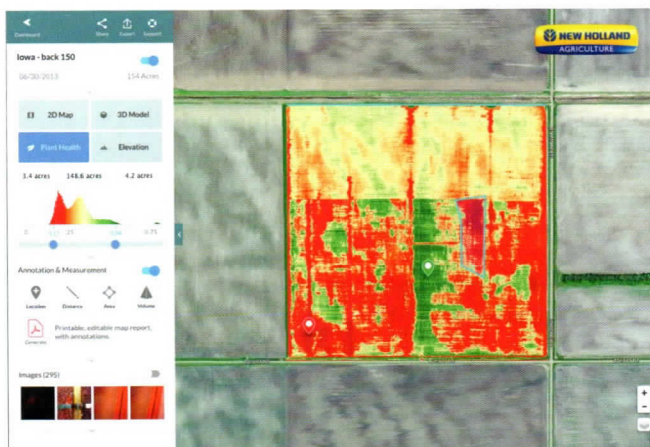 Dashboard
Share
Export
Support
Iowa - back 150
06/30/2013
154 Acres
2D Map
3D Model
Plant Health
Elevation
3.4 acres 148.6 acres 4.2 acres
0 .25 0.75
Annotation & Measurement
Location
Distance
Area
Volume
Generate
Printable, editable map report,
with annotations.
Images (295)
NEW HOLLAND
AGRICULTURE
+
−